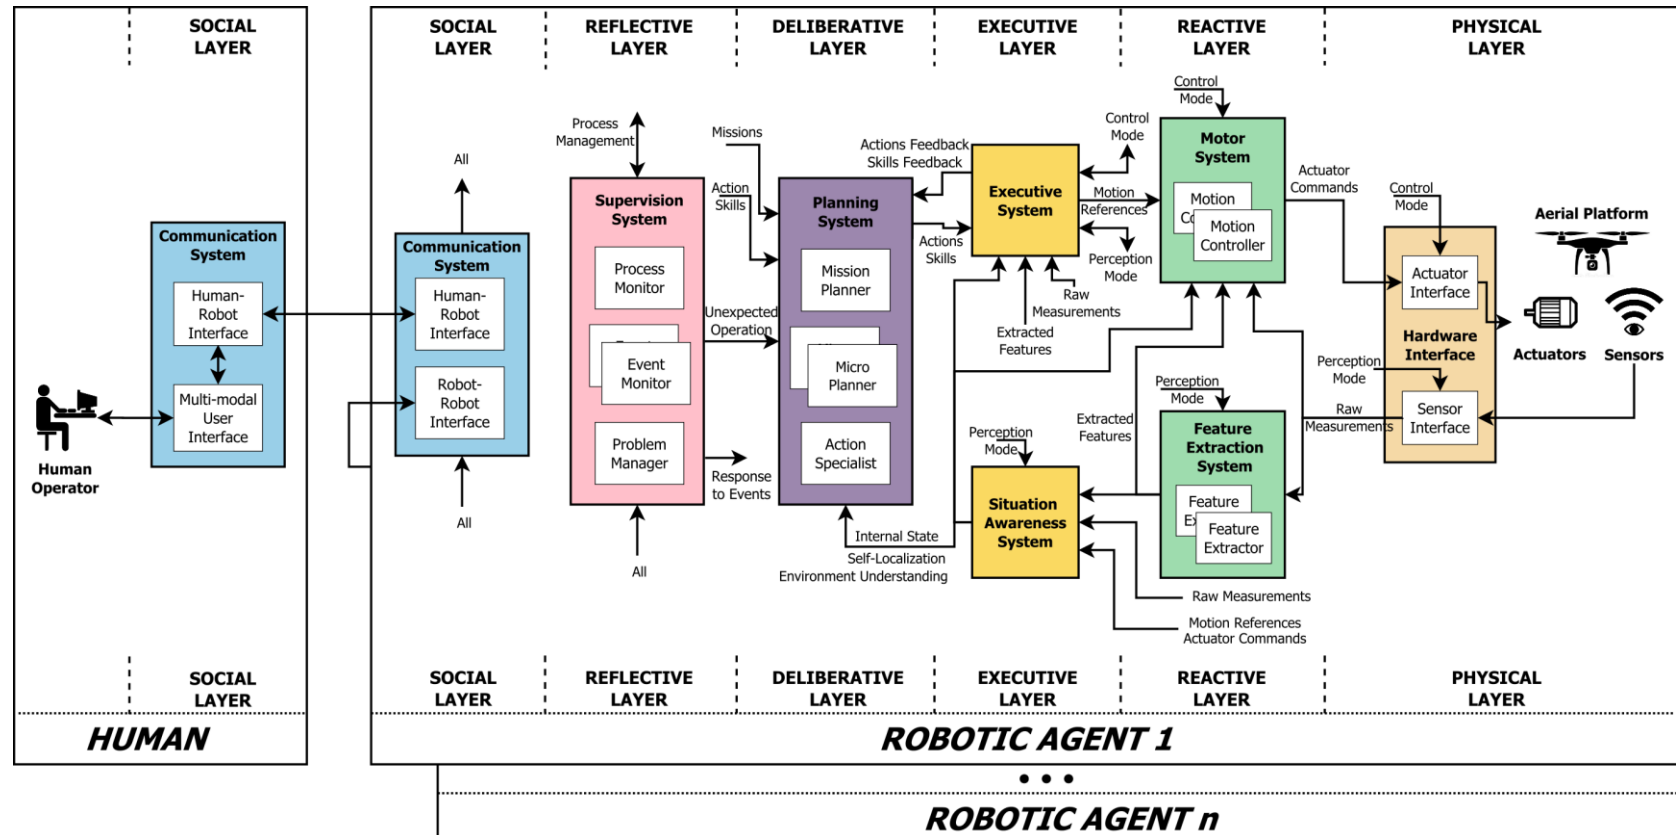 SOCIAL
LAYER
SOCIAL
LAYER
REFLECTIVE
LAYER
DELIBERATIVE
LAYER
EXECUTIVE
LAYER
REACTIVE
LAYER
PHYSICAL
LAYER
Communication
System
Human-
Robot
Interface
Multi-modal
User
Interface
Human
Operator
All
Communication
System
Human-
Robot
Interface
Robot-
Robot
Interface
All
Process
Management
Supervision
System
Process
Monitor
Event
Monitor
Problem
Manager
All
Missions
Action
Skills
Unexpected
Operation
Response
to Events
Planning
System
Mission
Planner
Micro
Planner
Action
Specialist
Internal State
Self-Localization
Environment Understanding
Actions Feedback
Skills Feedback
Actions
Skills
Executive
System
Control
Mode
Motion
References
Perception
Mode
Raw
Measurements
Extracted
Features
Perception
Mode
Situation
Awareness
System
Extracted
Features
Control
Mode
Motor
System
Motion
Motion
Controller
Perception
Mode
Feature
Extraction
System
Feature
Feature
Extractor
Raw Measurements
Motion References
Actuator Commands
Actuator
Commands
Control
Mode
Actuator
Interface
Hardware
Interface
Perception
Mode
Sensor
Interface
Raw
Measurements
Aerial Platform
Actuators
Sensors
SOCIAL
LAYER
SOCIAL
LAYER
REFLECTIVE
LAYER
DELIBERATIVE
LAYER
EXECUTIVE
LAYER
REACTIVE
LAYER
PHYSICAL
LAYER
HUMAN
ROBOTIC AGENT 1
• • •
ROBOTIC AGENT n